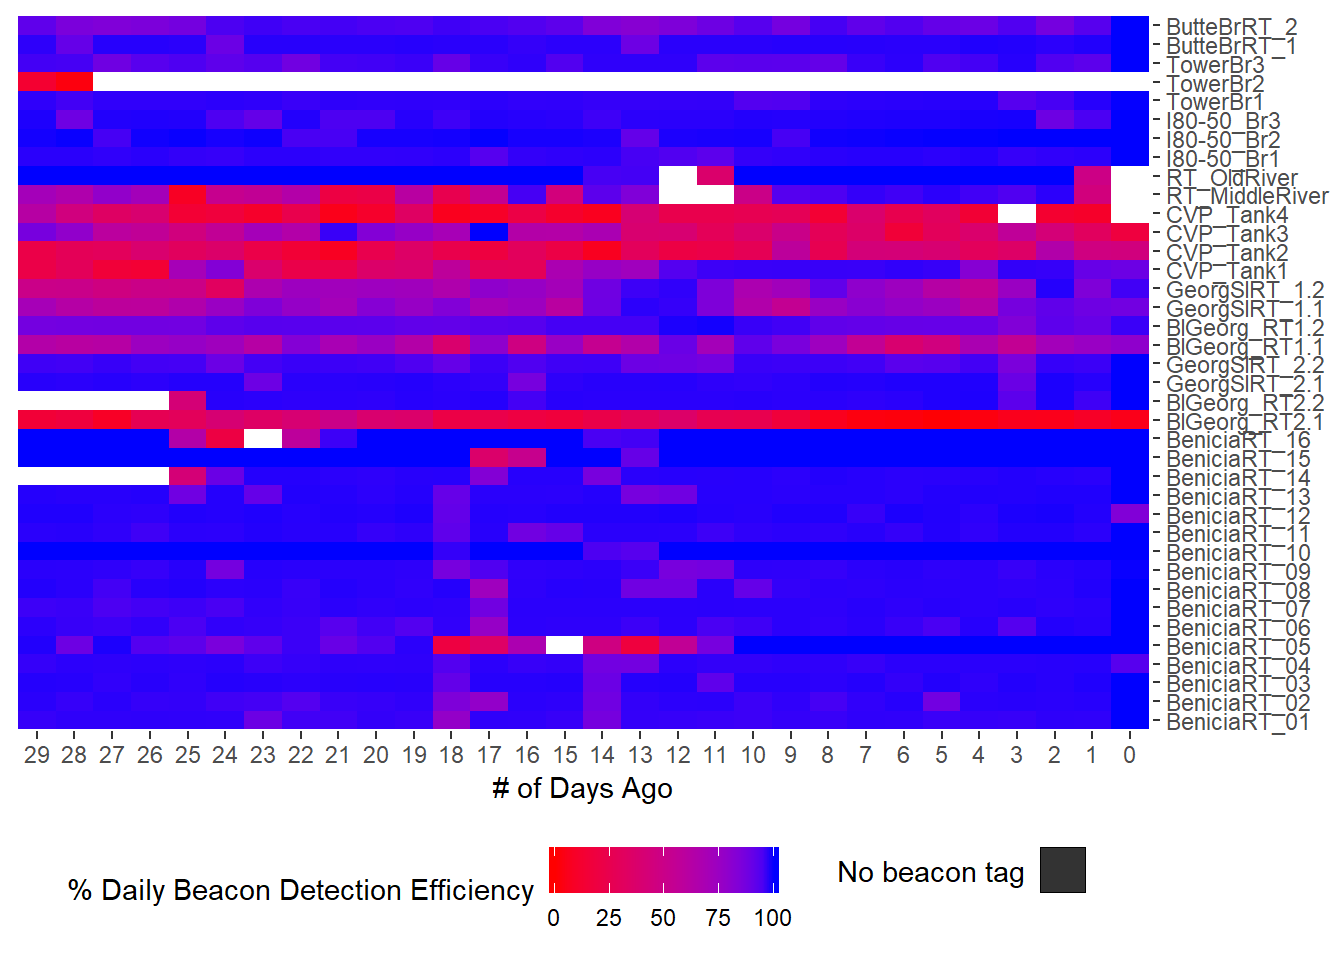 ButteBrRT_2
ButteBrRT_1
TowerBr3
TowerBr2
TowerBr1
I80-50_Br3
I80-50_Br2
I80-50_Br1
RT_OldRiver
RT_MiddleRiver
CVP_Tank4
CVP_Tank3
CVP_Tank2
CVP_Tank1
GeorgSlRT_1.2
GeorgSlRT_1.1
BlGeorg_RT1.2
BlGeorg_RT1.1
GeorgSlRT_2.2
GeorgSlRT_2.1
BlGeorg_RT2.2
BlGeorg_RT2.1
BeniciaRT_16
BeniciaRT_15
BeniciaRT_14
BeniciaRT_13
BeniciaRT_12
BeniciaRT_11
BeniciaRT_10
BeniciaRT_09
BeniciaRT_08
BeniciaRT_07
BeniciaRT_06
BeniciaRT_05
BeniciaRT_04
BeniciaRT_03
BeniciaRT_02
BeniciaRT_01
29 28 27 26 25 24 23 22 21 20 19 18 17 16 15 14 13 12 11 10 9 8 7 6 5 4 3 2 1 0
# of Days Ago
% Daily Beacon Detection Efficiency
0 25 50 75 100
No beacon tag